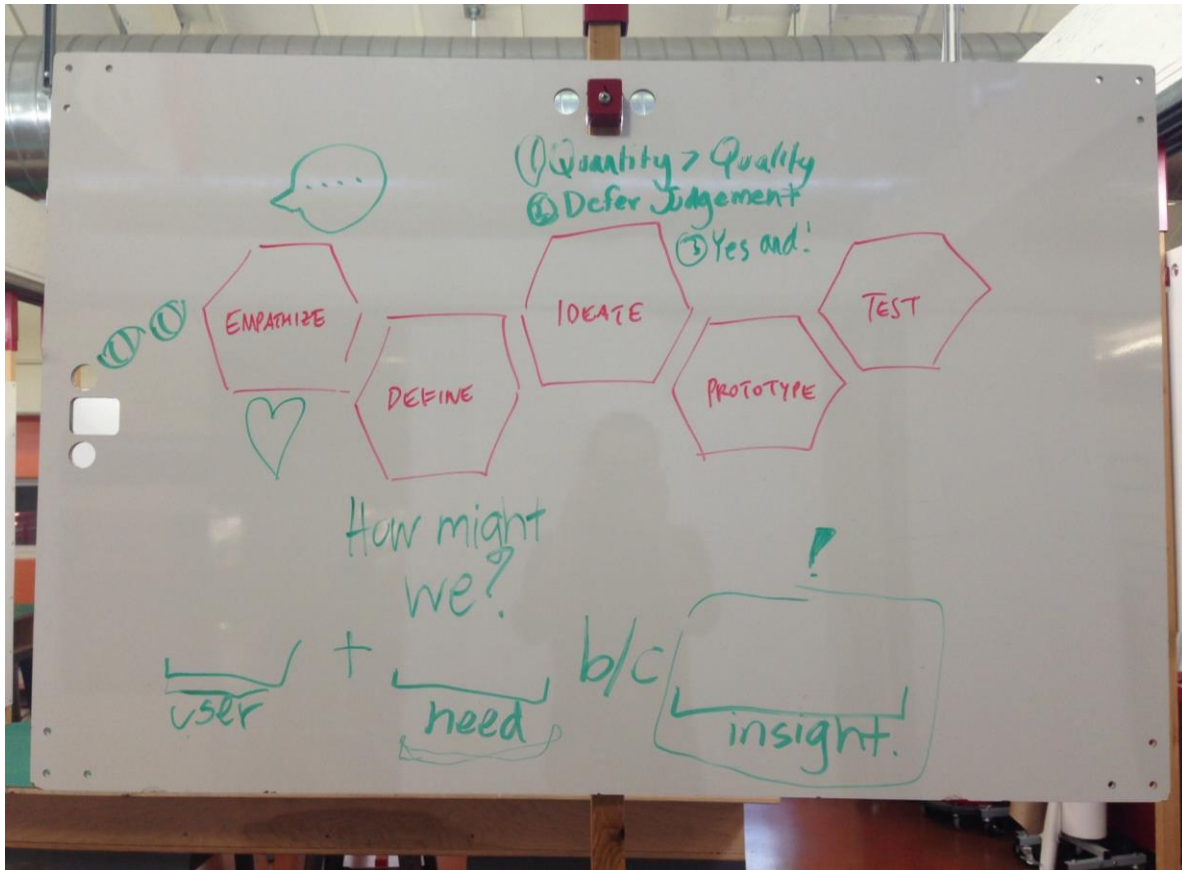 ....
① Quantity > Quality
② Defer Judgement
③ Yes and!
EMPATHIZE
DEFINE
IDEATE
PROTOTYPE
TEST
How might
we?
!
+ b/c
user need insight.